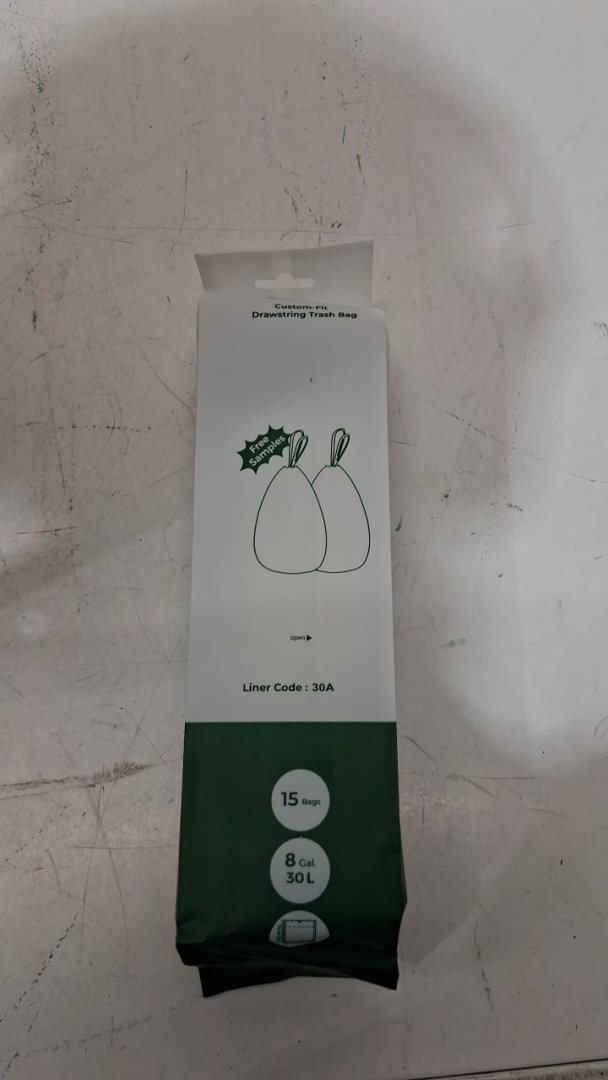 Custom-Fit
Drawstring Trash Bag
Free
Samples
open
Liner Code : 30A
15 Bags
8 Gal.
30 L